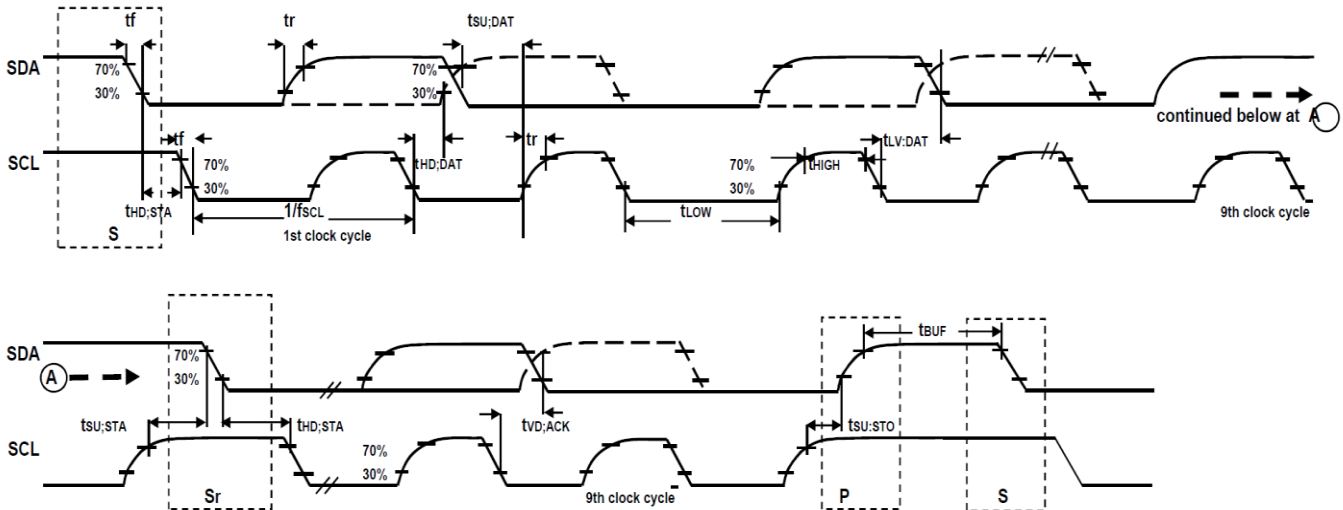 tf tr tSU;DAT
SDA 70% 70%
30% 30%
continued below at A
tf tHD;DAT tr tLV:DAT
SCL 70% 70% tHIGH
30% 30%
tHD;STA 1/fSCL tLOW 9th clock cycle
S 1st clock cycle
tBUF
SDA 70%
A 30%
tSU;STA tHD;STA tVD;ACK tSU:STO
SCL 70%
30%
Sr 9th clock cycle P S